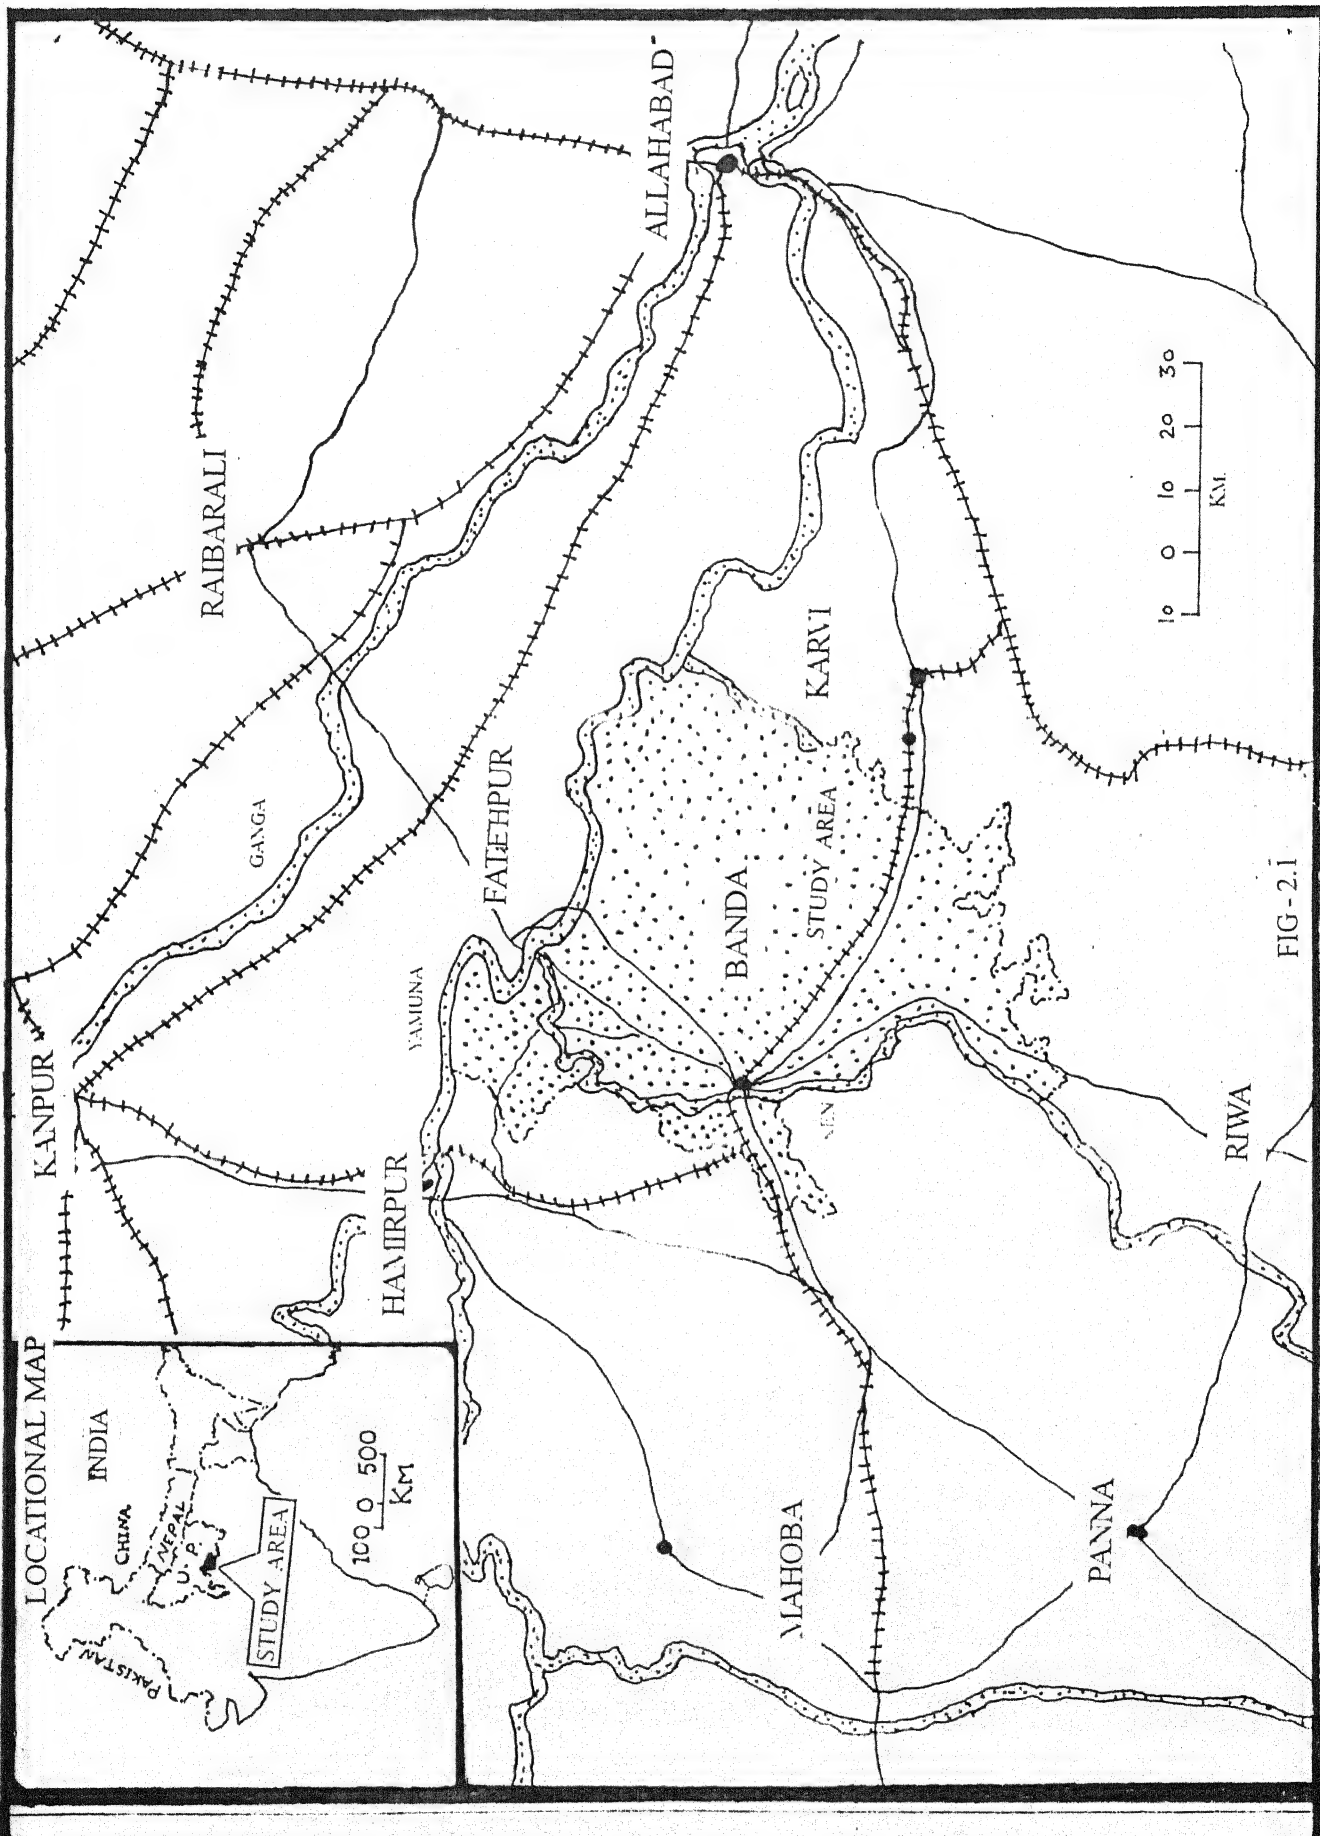 LOCATIONAL MAP
INDIA
CHINA
NEPAL
U. P.
PAKISTAN
STUDY AREA
100 0 500
KM
KANPUR
RAIBARALI
ALLAHABAD
GANGA
HAMIRPUR
YAMUNA
FATEHPUR
BANDA
STUDY AREA
KARVI
MAHOBA
PANNA
RIWA
10 0 10 20 30
KM.
FIG-2.1